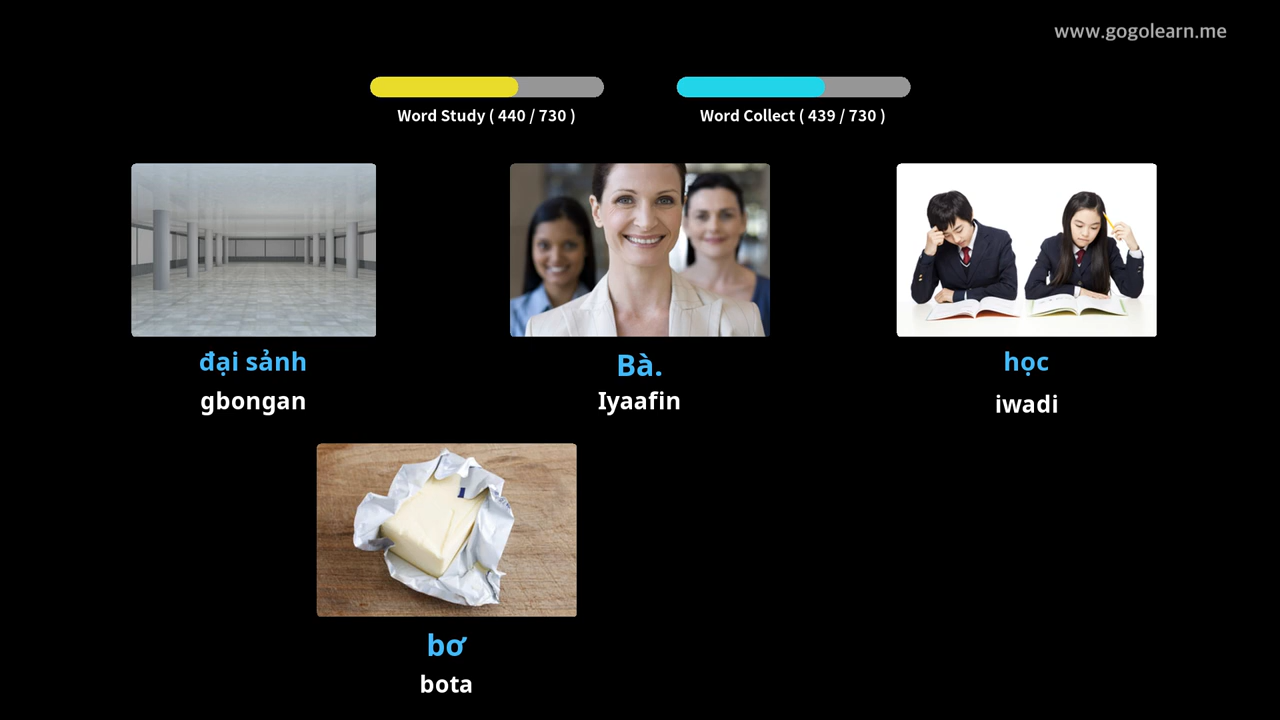 www.gogolearn.me
Word Study ( 440 / 730 )
Word Collect ( 439 / 730 )
đại sảnh
gbongan
Bà.
Iyaafin
học
iwadi
bơ
bota